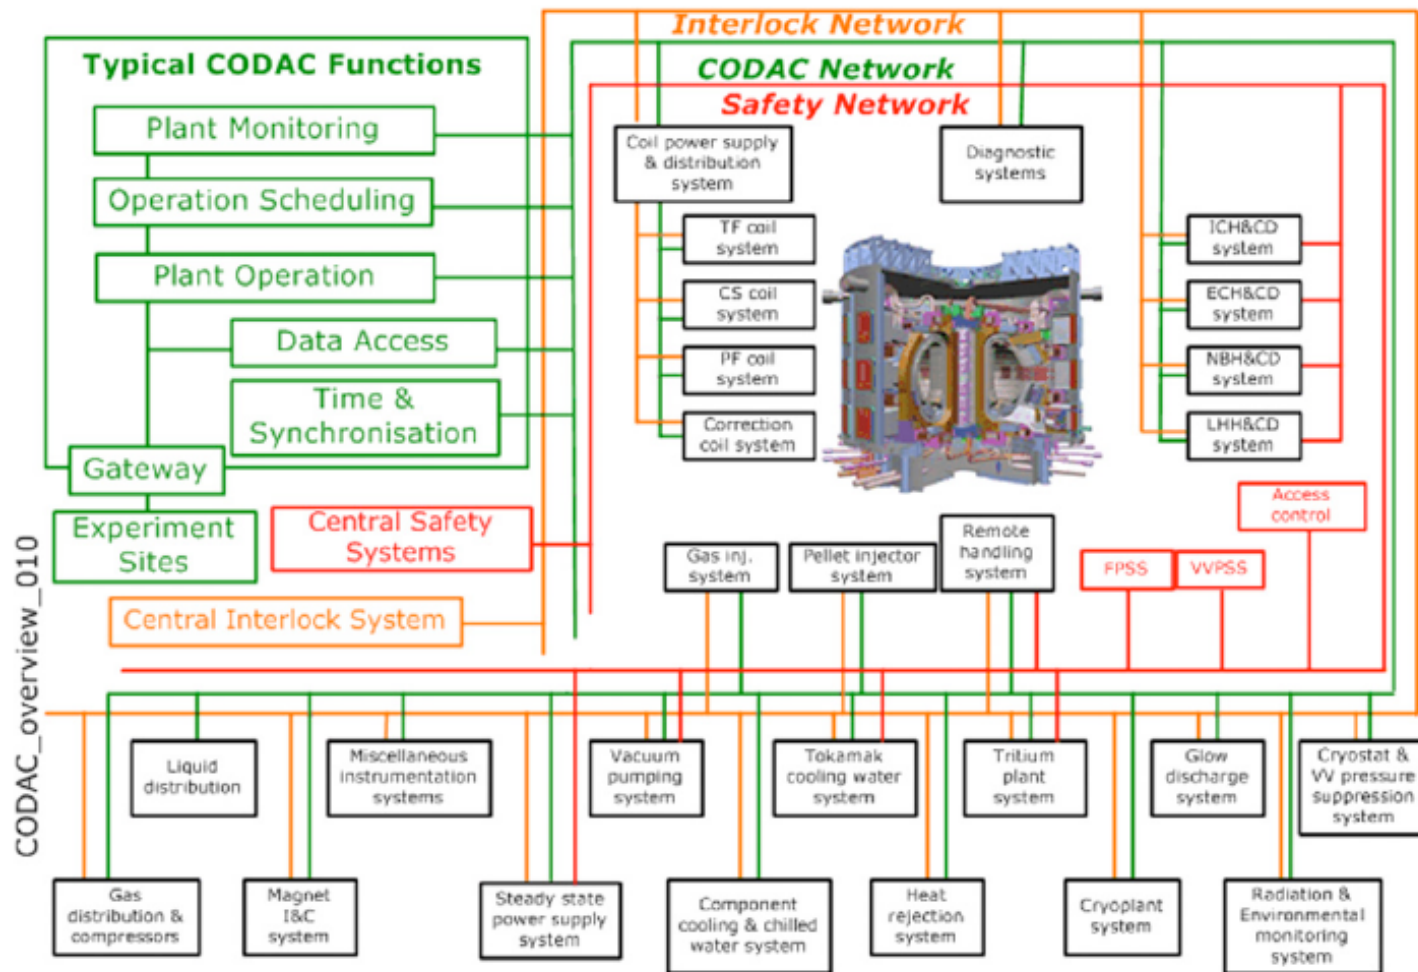 Interlock Network
CODAC Network
Safety Network
Typical CODAC Functions
Plant Monitoring
Operation Scheduling
Plant Operation
Data Access
Time &
Synchronisation
Gateway
Experiment
Sites
Central Safety
Systems
Central Interlock System
CODAC_overview_010
Coil power supply
& distribution
system
Diagnostic
systems
TF coil
system
CS coil
system
PF coil
system
Correction
coil system
ICH&CD
system
ECH&CD
system
NBH&CD
system
LHH&CD
system
Access
control
Gas inj.
system
Pellet injector
system
Remote
handling
system
FPSS
VVPSS
Liquid
distribution
Miscellaneous
instrumentation
systems
Vacuum
pumping
system
Tokamak
cooling water
system
Tritium
plant
system
Glow
discharge
system
Cryostat &
VV pressure
suppression
system
Gas
distribution &
compressors
Magnet
I&C
system
Steady state
power supply
system
Component
cooling & chilled
water system
Heat
rejection
system
Cryoplant
system
Radiation &
Environmental
monitoring
system